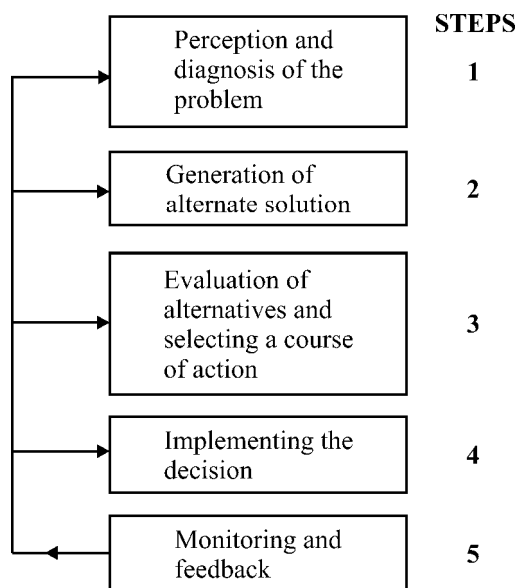 STEPS
Perception and
diagnosis of the
problem
1
Generation of
alternate solution
2
Evaluation of
alternatives and
selecting a course
of action
3
Implementing the
decision
4
Monitoring and
feedback
5